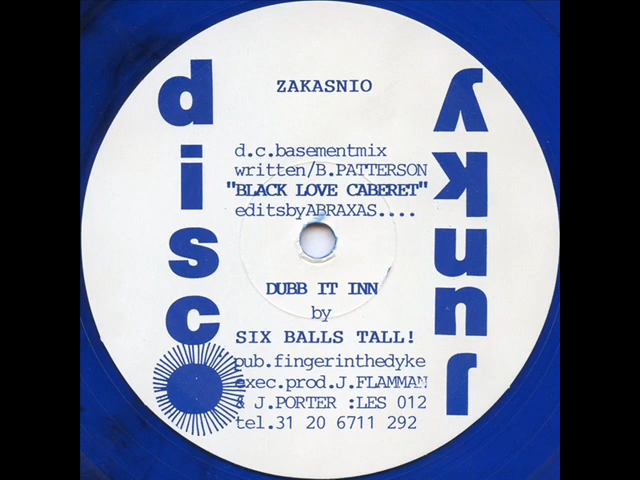 disco
ZAKASNIO
d.c.basementmix
written/B.PATTERSON
"BLACK LOVE CABERET"
editsbyABRAXAS....
DUBB IT INN
by
SIX BALLS TALL!
pub.fingerinthedyke
exec.prod.J.FLAMMAN
& J.PORTER :LES 012
tel.31 20 6711 292
JUNKY